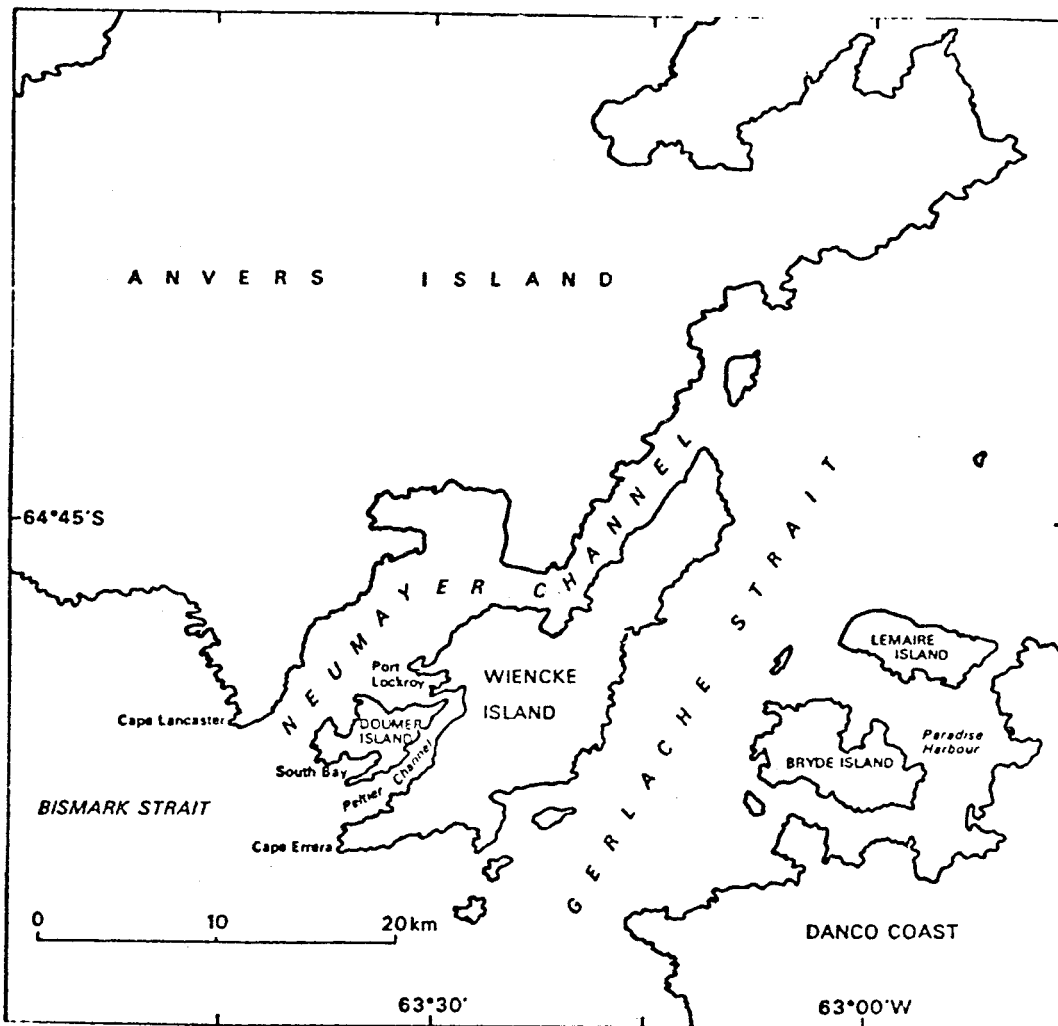 ANVERS ISLAND
64°45'S
NEUMAYER CHANNEL
GERLACHE STRAIT
LEMAIRE
ISLAND
Port
Lockroy
WIENCKE
ISLAND
Cape Lancaster
DOUMER
ISLAND
Paradise
Harbour
BRYDE ISLAND
South Bay
Peltier Channel
BISMARK STRAIT
Cape Errera
0 10 20 km
DANCO COAST
63°30' 63°00'W